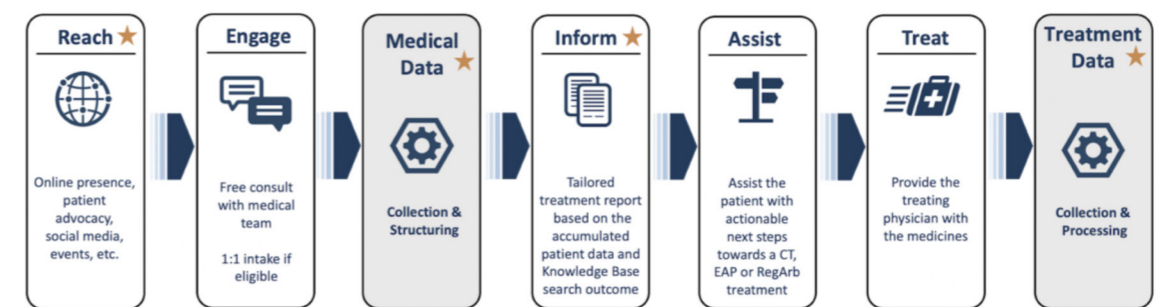 Reach
Online presence,
patient
advocacy,
social media,
events, etc.
Engage
Free consult
with medical
team
1:1 intake if
eligible
Medical
Data
Collection &
Structuring
Inform
Tailored
treatment report
based on the
accumulated
patient data and
Knowledge Base
search outcome
Assist
Assist the
patient with
actionable
next steps
towards a CT,
EAP or RegArb
treatment
Treat
Provide the
treating
physician with
the medicines
Treatment
Data
Collection &
Processing